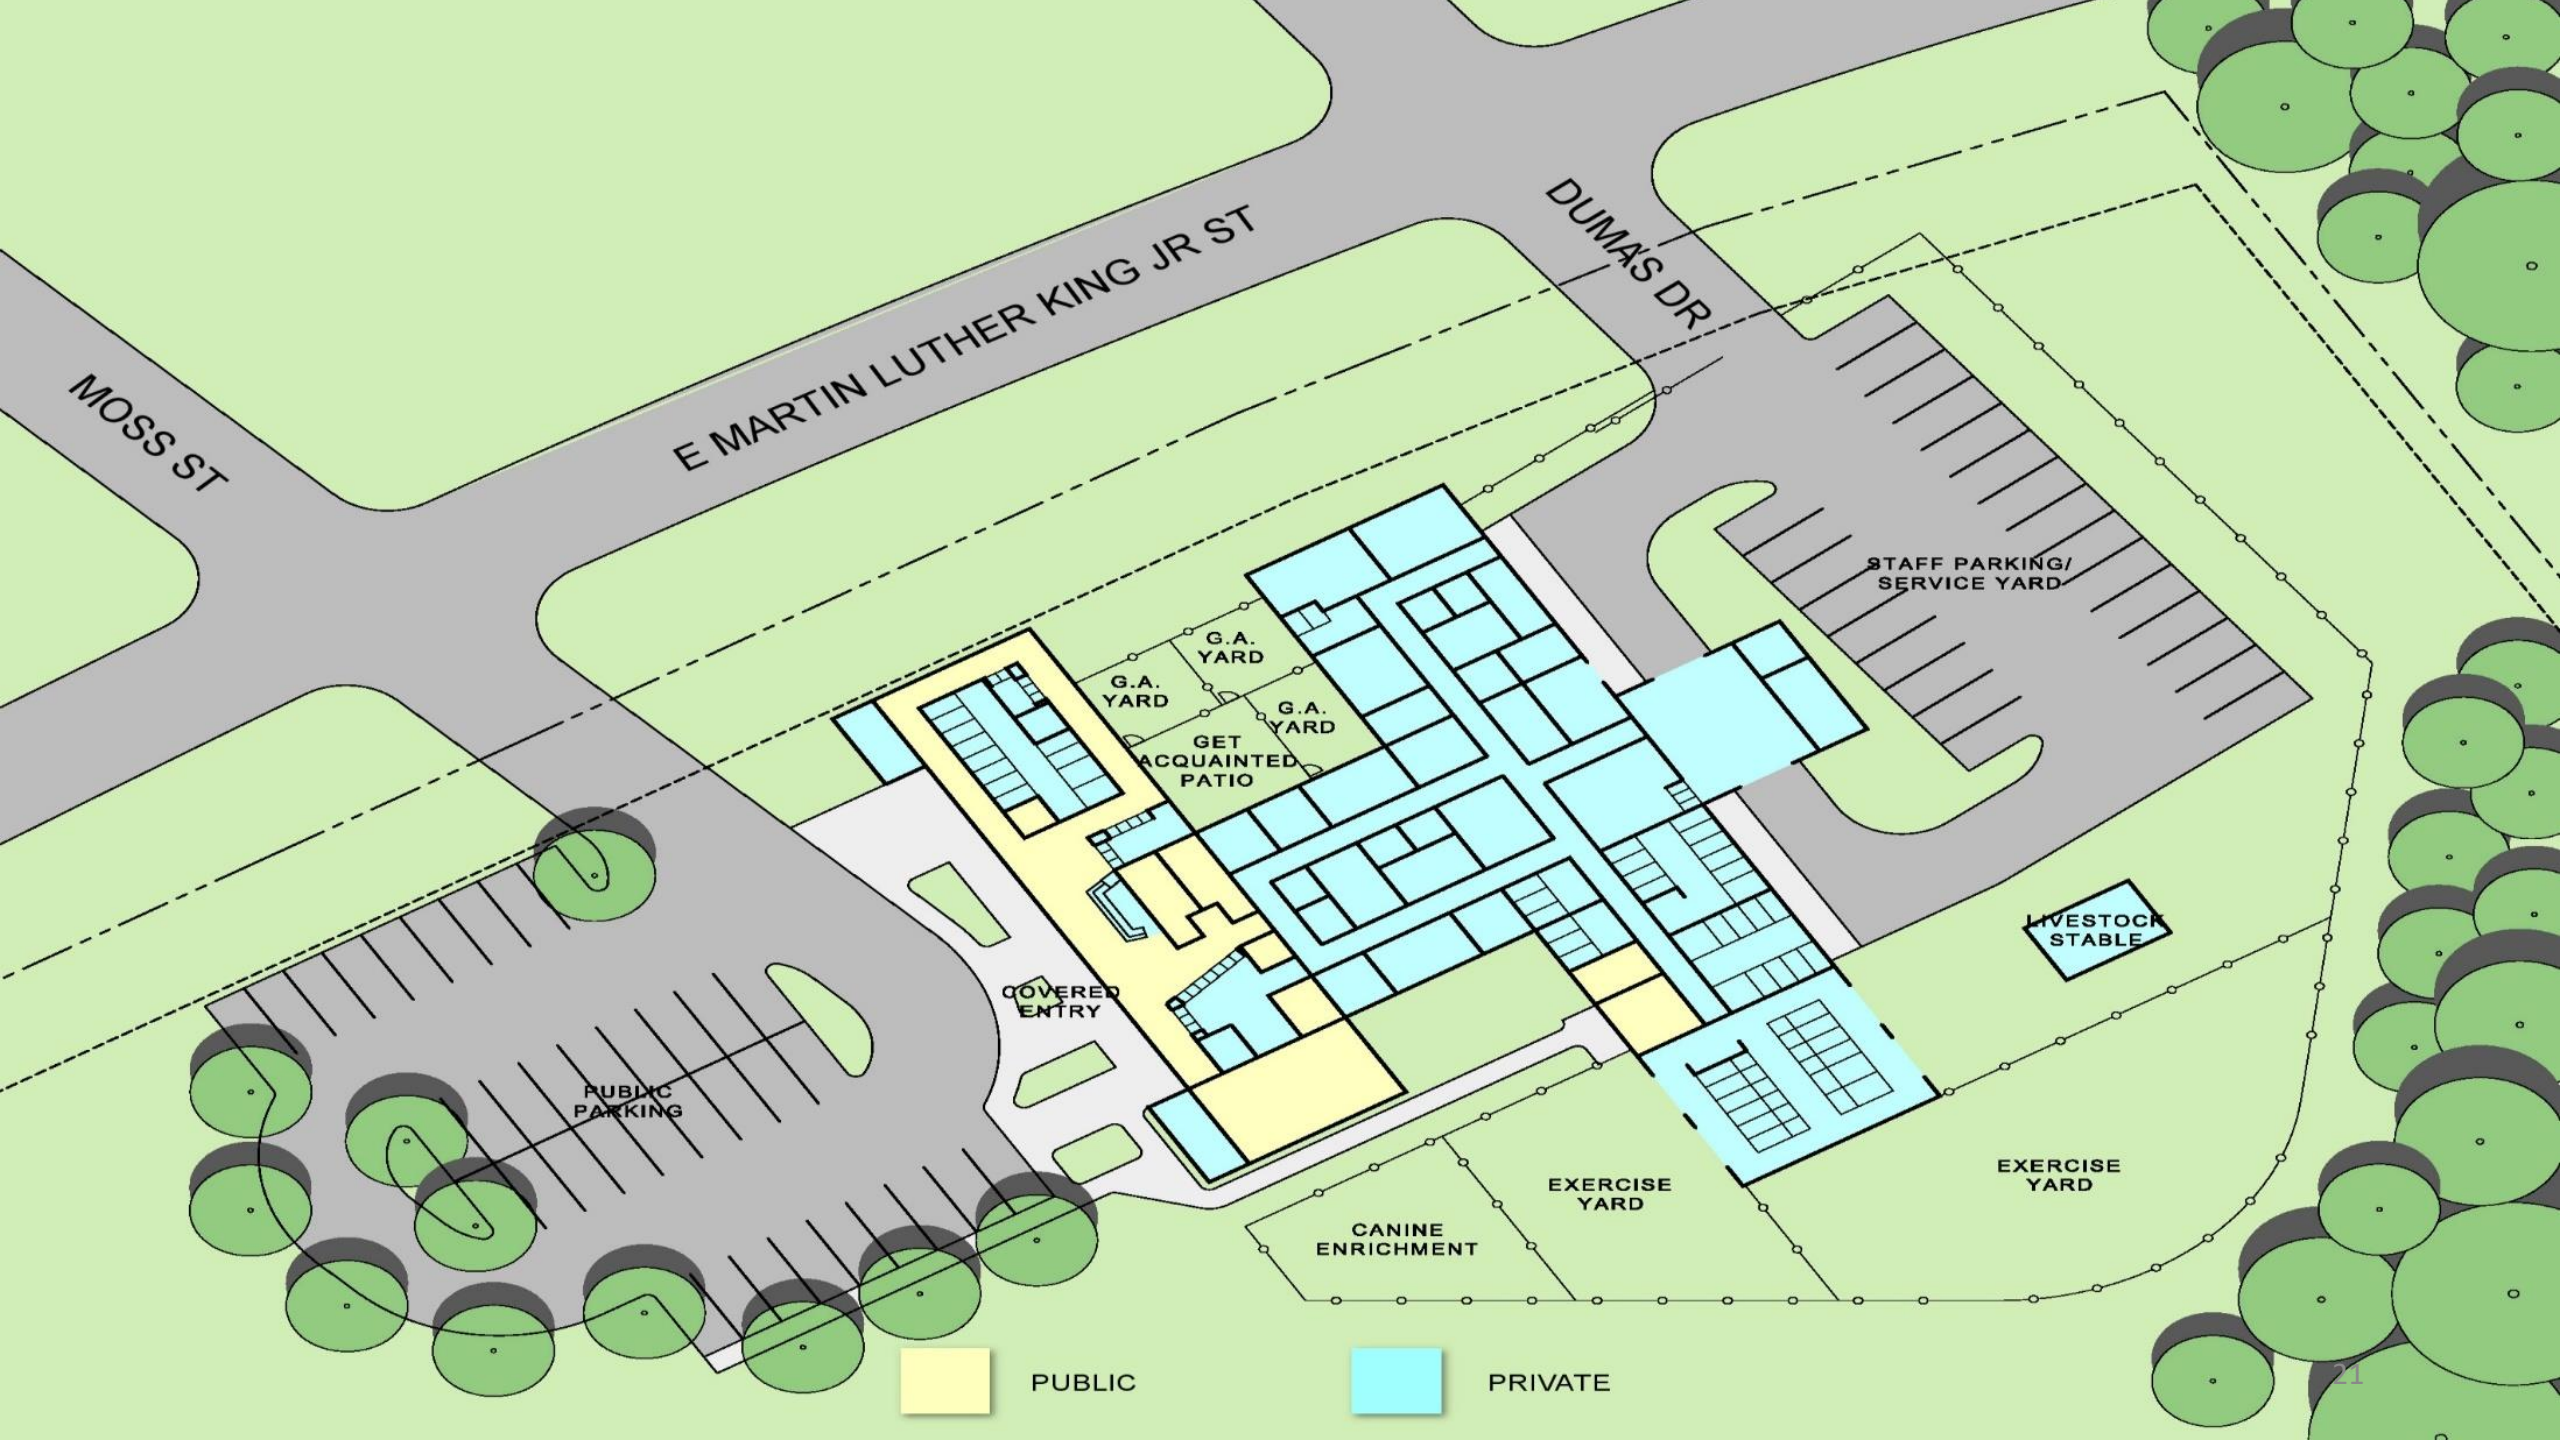 DUMAS DR
E MARTIN LUTHER KING JR ST
MOSS ST
STAFF PARKING/
SERVICE YARD
G.A.
YARD
G.A.
YARD
G.A.
YARD
GET
ACQUAINTED
PATIO
LIVESTOCK
STABLE
COVERED
ENTRY
PUBLIC
PARKING
EXERCISE
YARD
EXERCISE
YARD
CANINE
ENRICHMENT
PUBLIC
PRIVATE
21